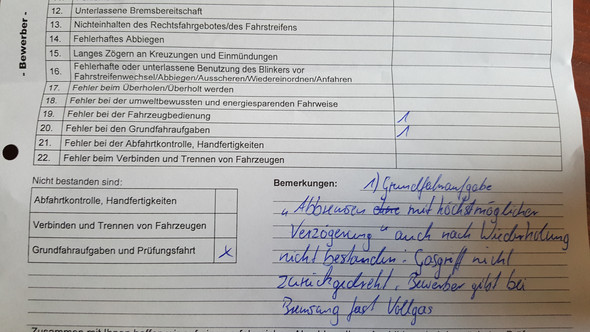 - Bewerber -
12. Unterlassene Bremsbereitschaft
13. Nichteinhalten des Rechtsfahrgebotes/des Fahrstreifens
14. Fehlerhaftes Abbiegen
15. Langes Zögern an Kreuzungen und Einmündungen
16. Fehlerhafte oder unterlassene Benutzung des Blinkers vor
Fahrstreifenwechsel/Abbiegen/Ausscheren/Wiedereinordnen/Anfahren
17. Fehler beim Überholen/Überholt werden
18. Fehler bei der umweltbewussten und energiesparenden Fahrweise
19. Fehler bei der Fahrzeugbedienung 1
20. Fehler bei den Grundfahraufgaben 1
21. Fehler bei der Abfahrtkontrolle, Handfertigkeiten
22. Fehler beim Verbinden und Trennen von Fahrzeugen
Nicht bestanden sind:
Abfahrtkontrolle, Handfertigkeiten
Verbinden und Trennen von Fahrzeugen
Grundfahraufgaben und Prüfungsfahrt x
Bemerkungen: 1) Grundfahraufgabe
„Abbremsen mit höchstmöglicher
Verzögerung" auch nach Wiederholung
nicht bestanden: Gasgriff nicht
zurückgedreht. Bewerber gibt bei
Bremsung fast Vollgas